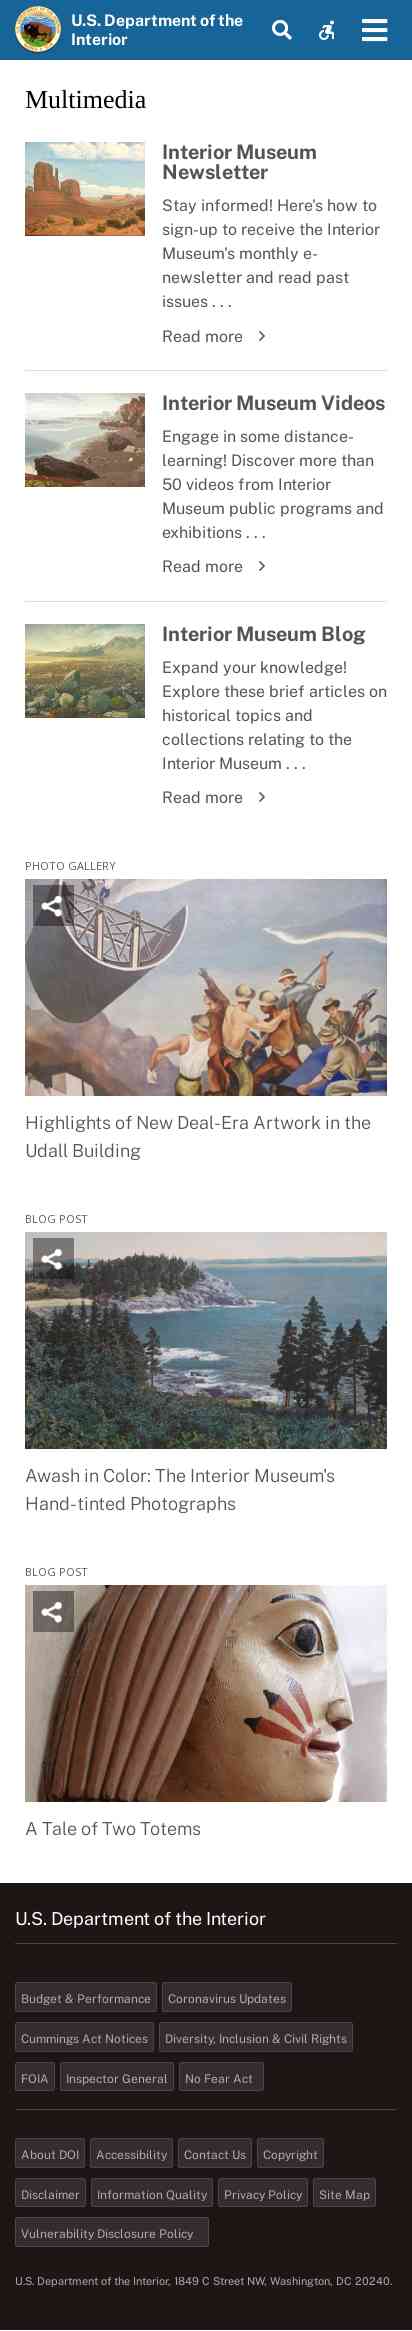 U.S. Department of the
Interior
Multimedia
Interior Museum
Newsletter
Stay informed! Here's how to
sign-up to receive the Interior
Museum's monthly e-
newsletter and read past
issues . . .
Read more
Interior Museum Videos
Engage in some distance-
learning! Discover more than
50 videos from Interior
Museum public programs and
exhibitions . . .
Read more
Interior Museum Blog
Expand your knowledge!
Explore these brief articles on
historical topics and
collections relating to the
Interior Museum . . .
Read more
PHOTO GALLERY
Highlights of New Deal-Era Artwork in the
Udall Building
BLOG POST
Awash in Color: The Interior Museum's
Hand-tinted Photographs
BLOG POST
A Tale of Two Totems
U.S. Department of the Interior
Budget & Performance Coronavirus Updates
Cummings Act Notices Diversity, Inclusion & Civil Rights
FOIA Inspector General No Fear Act
About DOI Accessibility Contact Us Copyright
Disclaimer Information Quality Privacy Policy Site Map
Vulnerability Disclosure Policy
U.S. Department of the Interior, 1849 C Street NW, Washington, DC 20240.